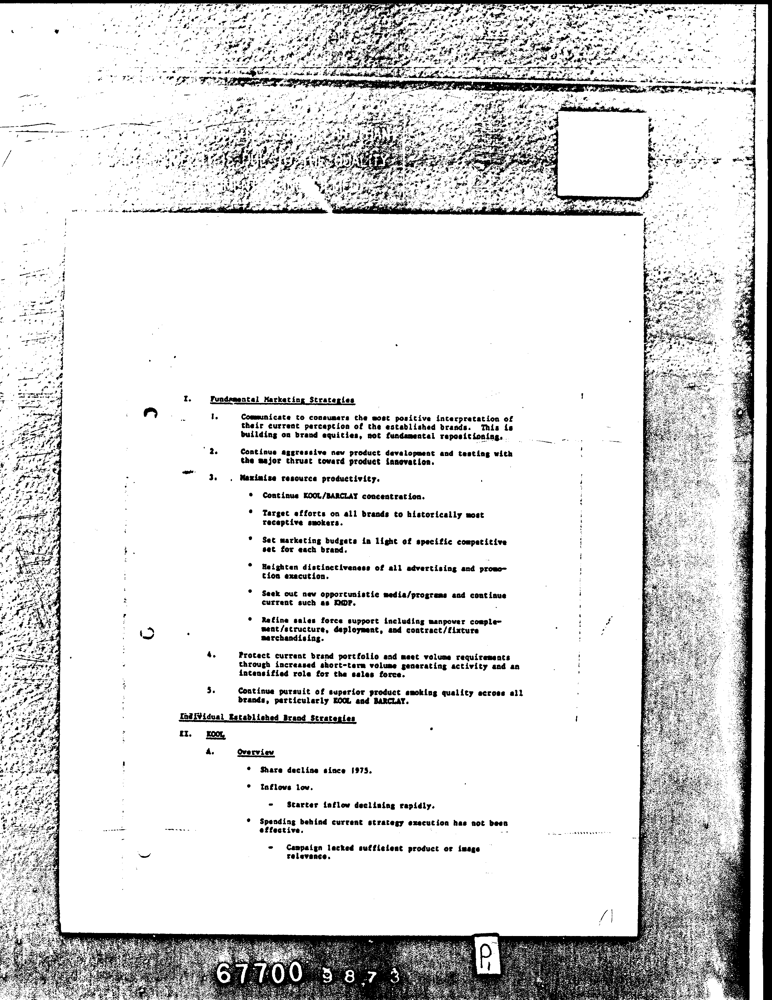 I. Fundamental Marketing Strategies
1. Communicate to consumers the most positive interpretation of
their current perception of the established brands. This is
building on brand equities, not fundamental repositioning.
2. Continue aggressive new product development and testing with
the major thrust toward product innovation.
3. Maximize resource productivity.
• Continue KOOL/BARCLAY concentration.
• Target efforts on all brands to historically most
receptive smokers.
• Set marketing budgets in light of specific competitive
set for each brand.
• Heighten distinctiveness of all advertising and promo-
tion execution.
• Seek out new opportunistic media/programs and continue
current such as KMDP.
• Refine sales force support including manpower comple-
ment/structure, deployment, and contract/fixture
merchandising.
4. Protect current brand portfolio and meet volume requirements
through increased short-term volume generating activity and an
intensified role for the sales force.
5. Continue pursuit of superior product smoking quality across all
brands, particularly KOOL and BARCLAY.
Individual Established Brand Strategies
II. KOOL
A. Overview
• Share decline since 1975.
• Inflows low.
- Starter inflow declining rapidly.
• Spending behind current strategy execution has not been
effective.
- Campaign lacked sufficient product or image
relevance.
P1
67700 9873